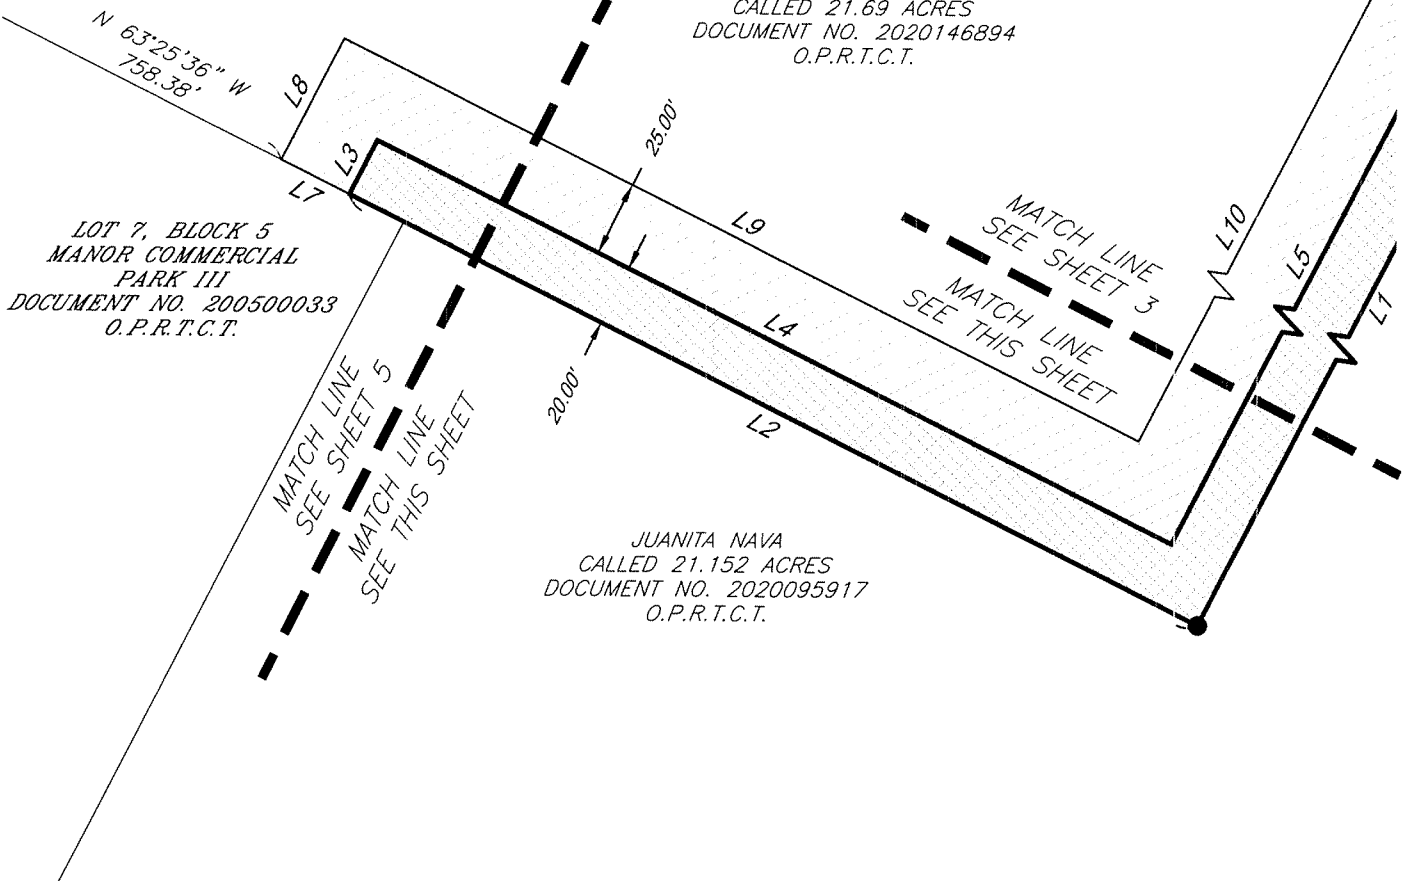 CALLED 21.69 ACRES
DOCUMENT NO. 2020146894
O.P.R.T.C.T.
N 63°25'36" W
758.38'
L8
L3
L7
25.00'
L9
LOT 7, BLOCK 5
MANOR COMMERCIAL
PARK III
DOCUMENT NO. 200500033
O.P.R.T.C.T.
MATCH LINE
SEE SHEET 3
MATCH LINE
SEE THIS SHEET
L10
L5
L1
L4
L2
20.00'
MATCH LINE
SEE SHEET 5
MATCH LINE
SEE THIS SHEET
JUANITA NAVA
CALLED 21.152 ACRES
DOCUMENT NO. 2020095917
O.P.R.T.C.T.